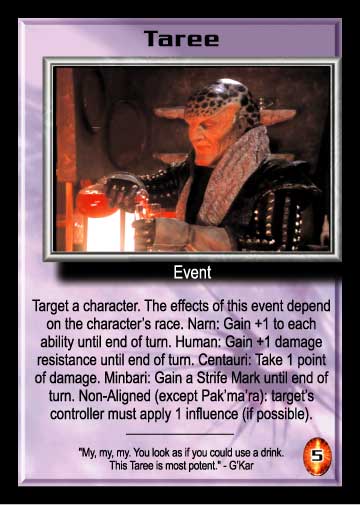 Taree
Event
Target a character. The effects of this event depend
on the character's race. Narn: Gain +1 to each
ability until end of turn. Human: Gain +1 damage
resistance until end of turn. Centauri: Take 1 point
of damage. Minbari: Gain a Strife Mark until end of
turn. Non-Aligned (except Pak'ma'ra): target's
controller must apply 1 influence (if possible).
"My, my, my. You look as if you could use a drink.
This Taree is most potent." - G'Kar
5